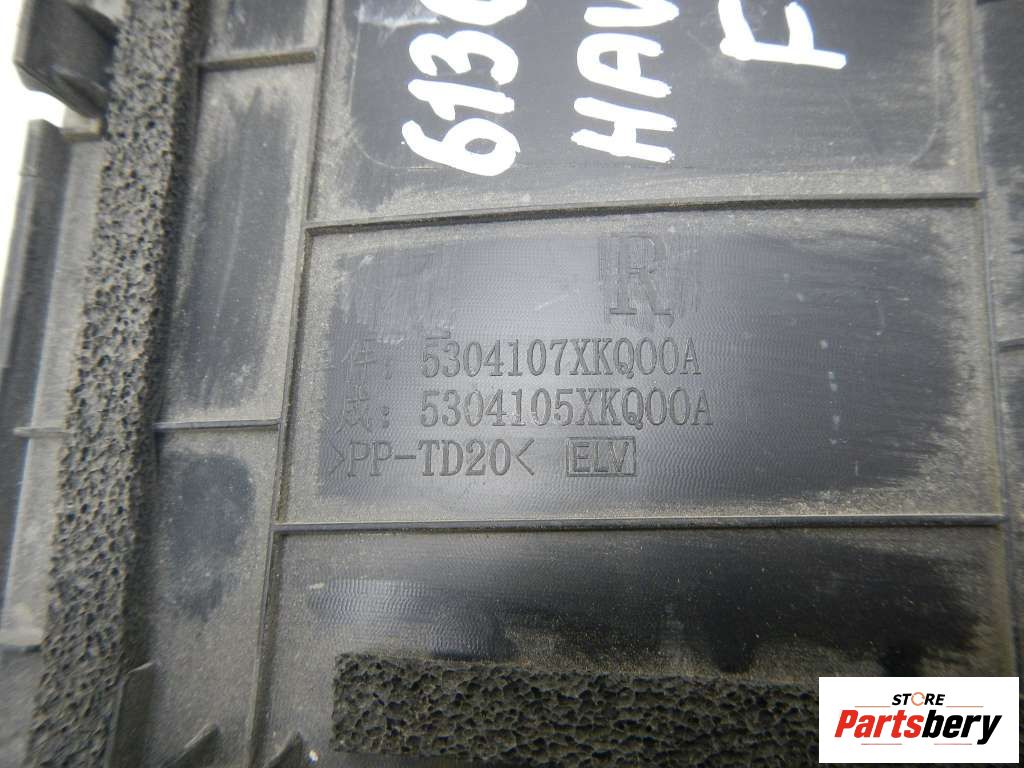 613
HAV
F
R
件: 5304107XKQ00A
成: 5304105XKQ00A
>PP-TD20< ELV
STORE
Partsbery